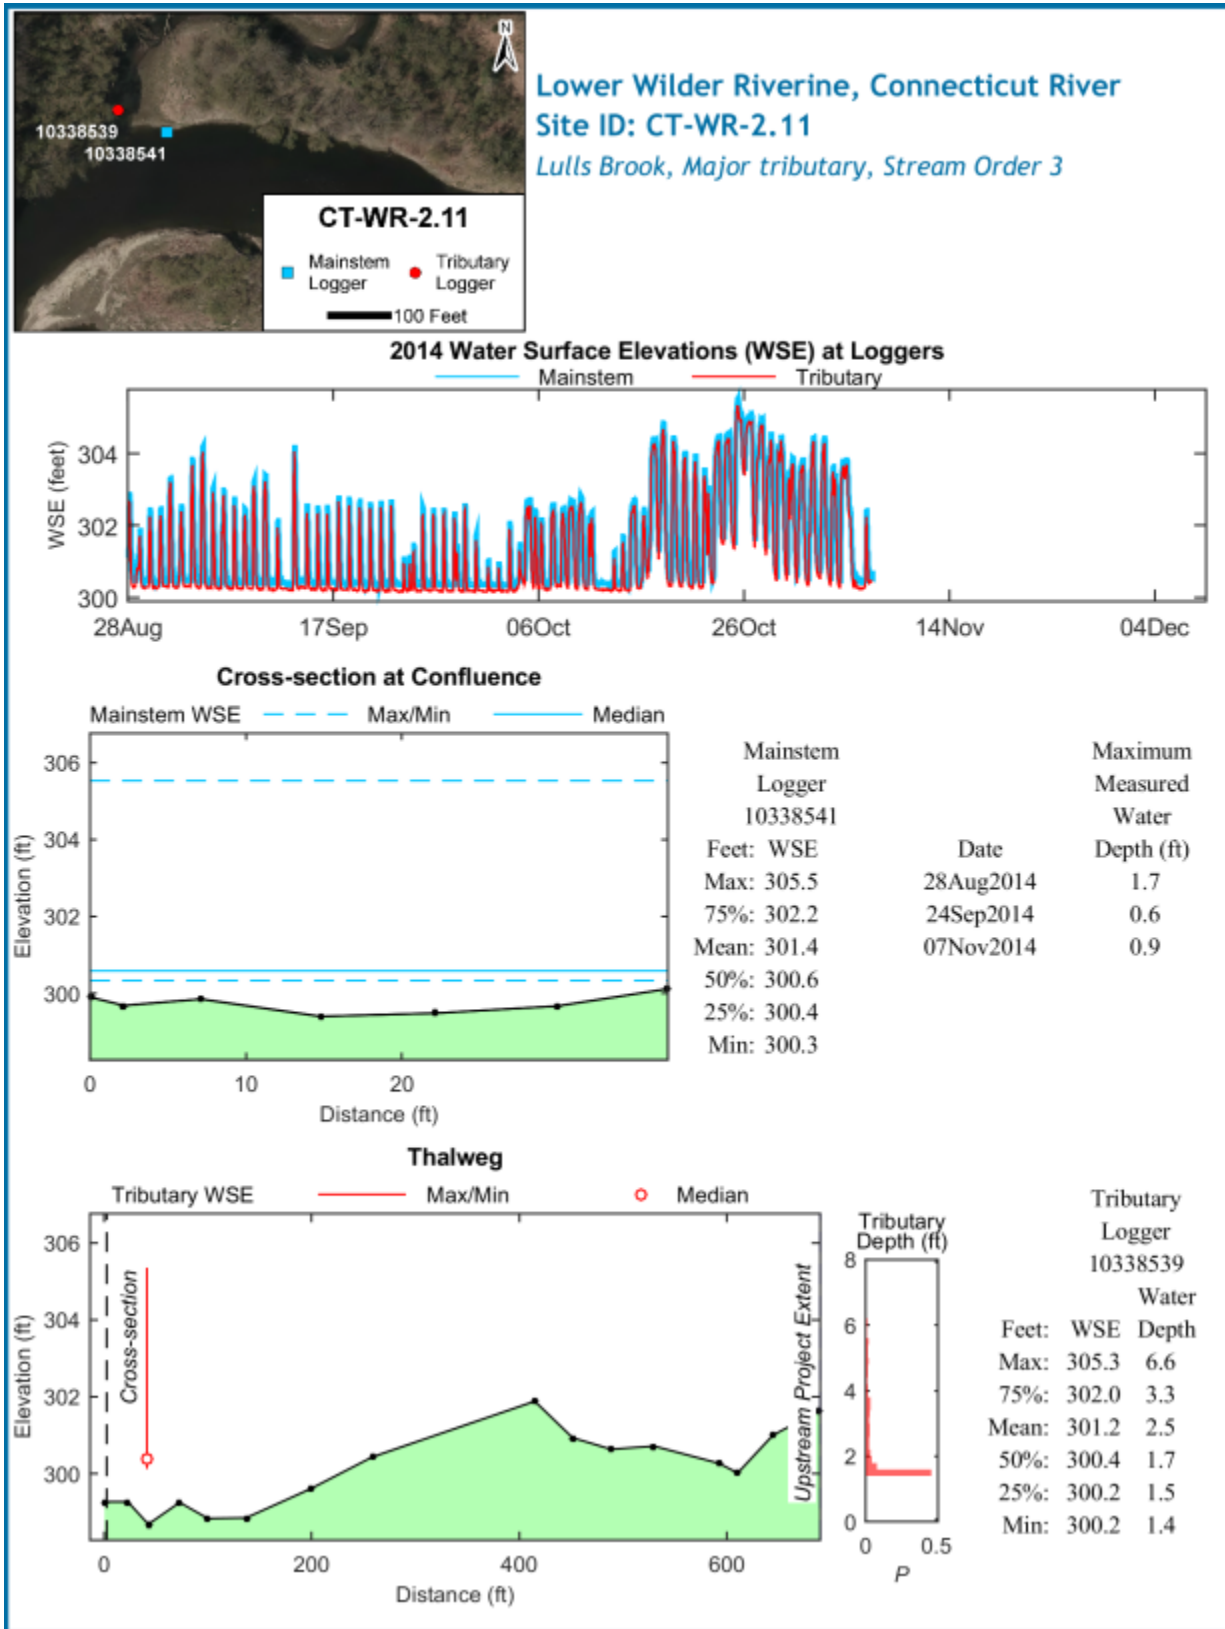 N
10338539
10338541
CT-WR-2.11
Mainstem Logger
Tributary Logger
100 Feet
Lower Wilder Riverine, Connecticut River
Site ID: CT-WR-2.11
Lulls Brook, Major tributary, Stream Order 3
2014 Water Surface Elevations (WSE) at Loggers
Mainstem Tributary
WSE (feet)
304
302
300
28Aug 17Sep 06Oct 26Oct 14Nov 04Dec
Cross-section at Confluence
Mainstem WSE Max/Min Median
Elevation (ft)
306
304
302
300
0 10 20
Distance (ft)
Mainstem
Logger
10338541
Feet: WSE
Max: 305.5
75%: 302.2
Mean: 301.4
50%: 300.6
25%: 300.4
Min: 300.3
Maximum
Measured
Water
Date Depth (ft)
28Aug2014 1.7
24Sep2014 0.6
07Nov2014 0.9
Thalweg
Tributary WSE Max/Min Median
Elevation (ft)
306
304
302
300
Cross-section
Upstream Project Extent
0 200 400 600
Distance (ft)
Tributary
Depth (ft)
8
6
4
2
0
0 0.5
P
Tributary
Logger
10338539
Water
Feet: WSE Depth
Max: 305.3 6.6
75%: 302.0 3.3
Mean: 301.2 2.5
50%: 300.4 1.7
25%: 300.2 1.5
Min: 300.2 1.4